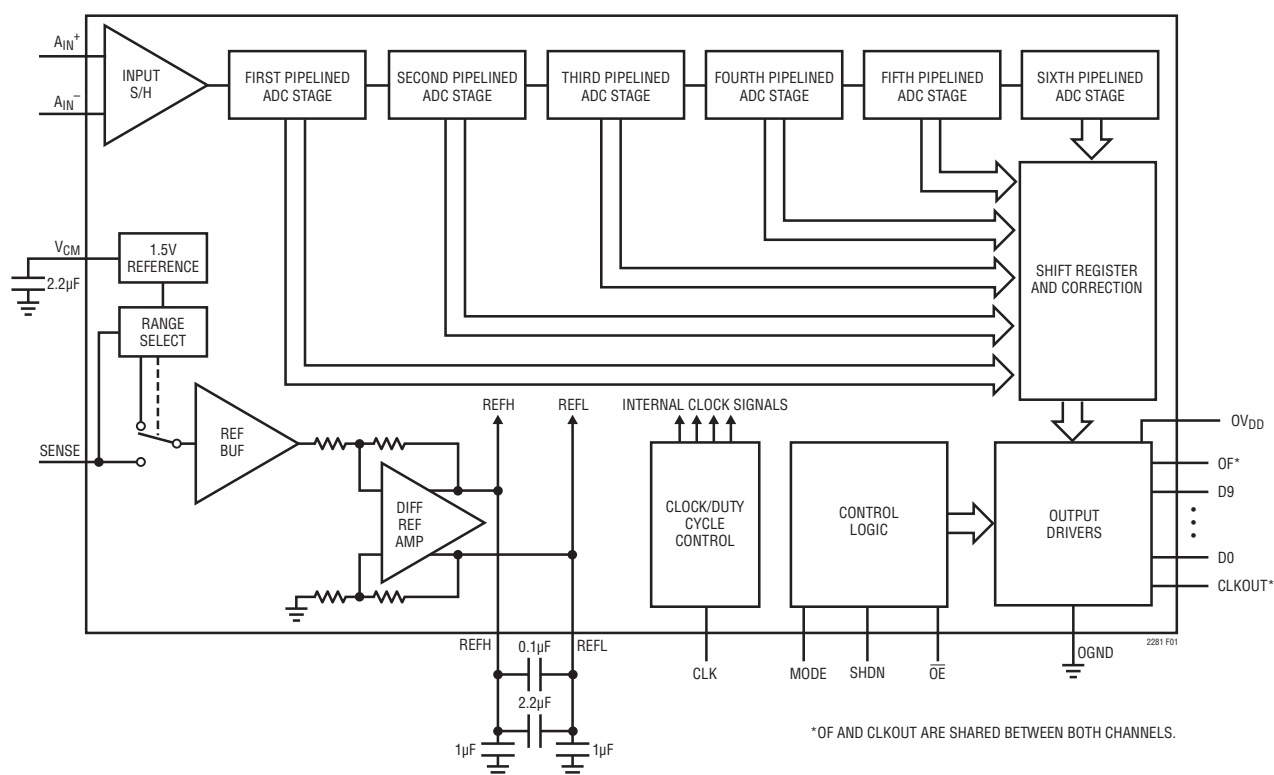 AIN+
AIN–
INPUT
S/H
FIRST PIPELINED
ADC STAGE
SECOND PIPELINED
ADC STAGE
THIRD PIPELINED
ADC STAGE
FOURTH PIPELINED
ADC STAGE
FIFTH PIPELINED
ADC STAGE
SIXTH PIPELINED
ADC STAGE
VCM
2.2µF
1.5V
REFERENCE
RANGE
SELECT
SHIFT REGISTER
AND CORRECTION
SENSE
REF
BUF
REFH
REFL
DIFF
REF
AMP
INTERNAL CLOCK SIGNALS
CLOCK/DUTY
CYCLE
CONTROL
CONTROL
LOGIC
OUTPUT
DRIVERS
OVDD
OF*
D9
D0
CLKOUT*
REFH
0.1µF
REFL
2.2µF
1µF
1µF
CLK
MODE
SHDN
OE
OGND
2281 F01
*OF AND CLKOUT ARE SHARED BETWEEN BOTH CHANNELS.